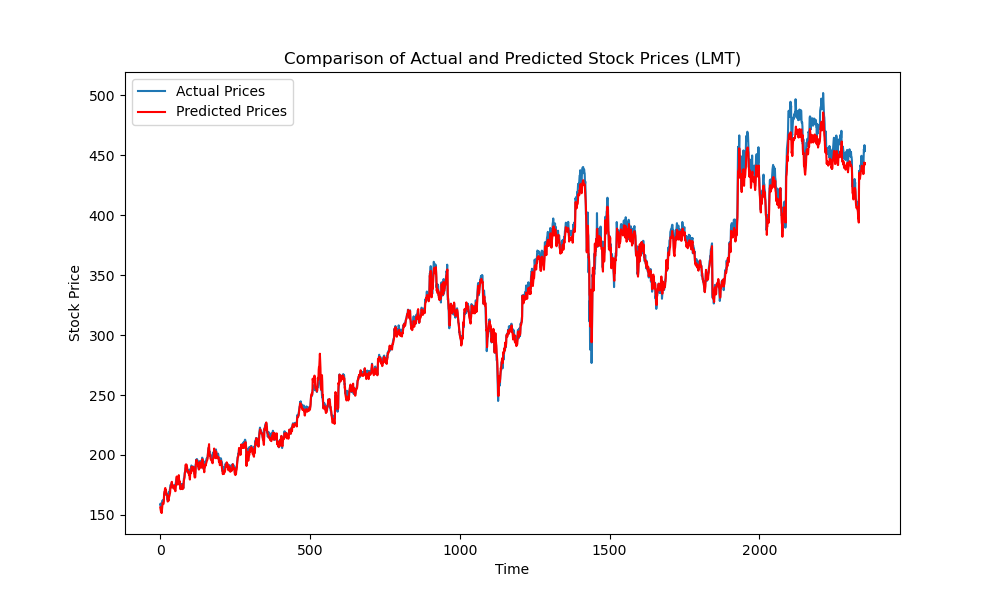 Comparison of Actual and Predicted Stock Prices (LMT)
Actual Prices
Predicted Prices
500
450
400
350
300
250
200
150
Stock Price
0 500 1000 1500 2000
Time